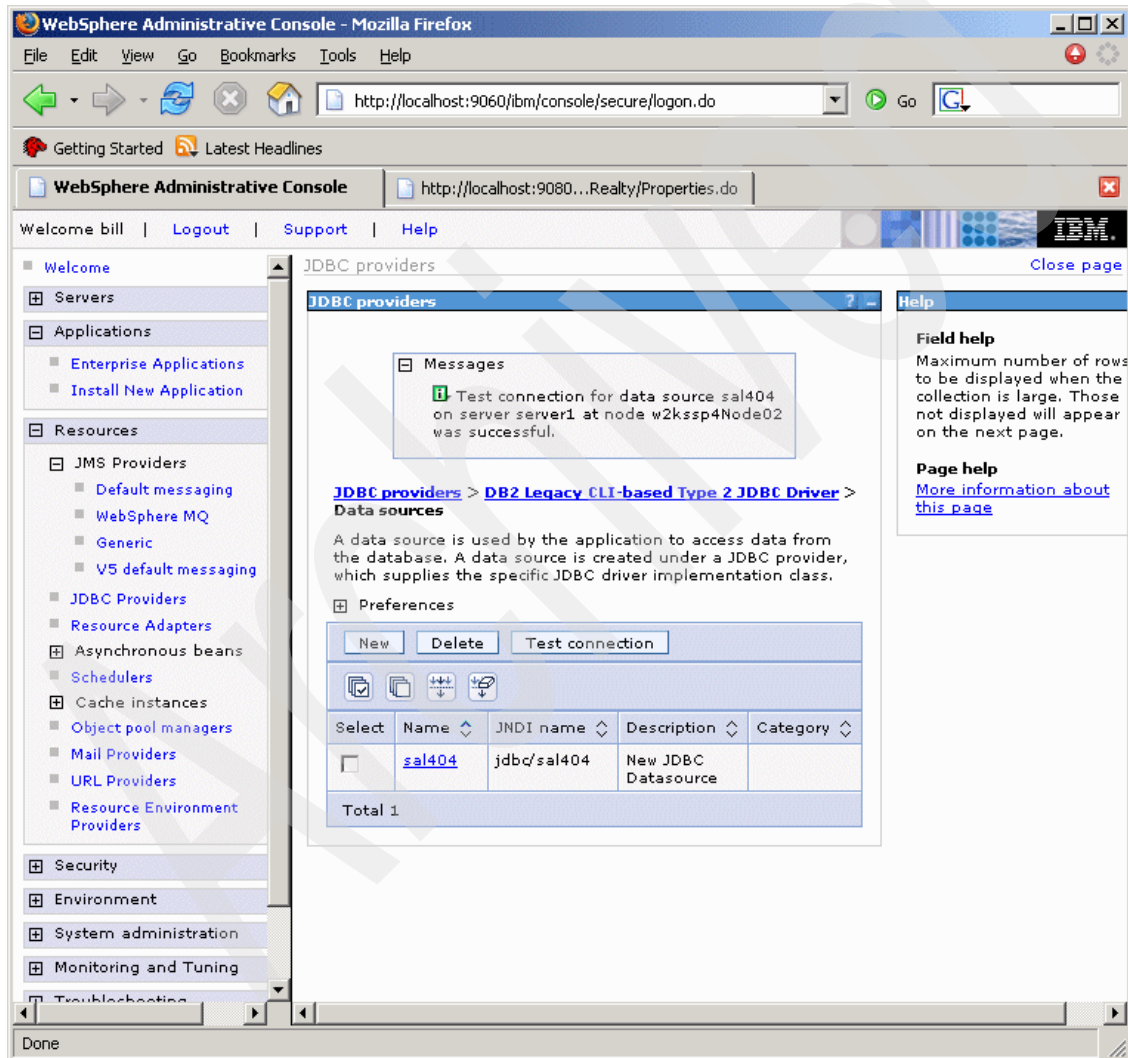 WebSphere Administrative Console - Mozilla Firefox
File Edit View Go Bookmarks Tools Help
http://localhost:9060/ibm/console/secure/logon.do Go G
Getting Started Latest Headlines
WebSphere Administrative Console http://localhost:9080...Realty/Properties.do
Welcome bill | Logout | Support | Help IBM.
Welcome
Servers
Applications
Enterprise Applications
Install New Application
Resources
JMS Providers
Default messaging
WebSphere MQ
Generic
V5 default messaging
JDBC Providers
Resource Adapters
Asynchronous beans
Schedulers
Cache instances
Object pool managers
Mail Providers
URL Providers
Resource Environment
Providers
Security
Environment
System administration
Monitoring and Tuning
Troubleshooting
JDBC providers Close page
JDBC providers ? -
Messages
Test connection for data source sal404
on server server1 at node w2kssp4Node02
was successful.
JDBC providers > DB2 Legacy CLI-based Type 2 JDBC Driver >
Data sources
A data source is used by the application to access data from
the database. A data source is created under a JDBC provider,
which supplies the specific JDBC driver implementation class.
Preferences
New Delete Test connection
Select Name JNDI name Description Category
sal404 jdbc/sal404 New JDBC
Datasource
Total 1
Help
Field help
Maximum number of rows
to be displayed when the
collection is large. Those
not displayed will appear
on the next page.
Page help
More information about
this page
Done
Archived